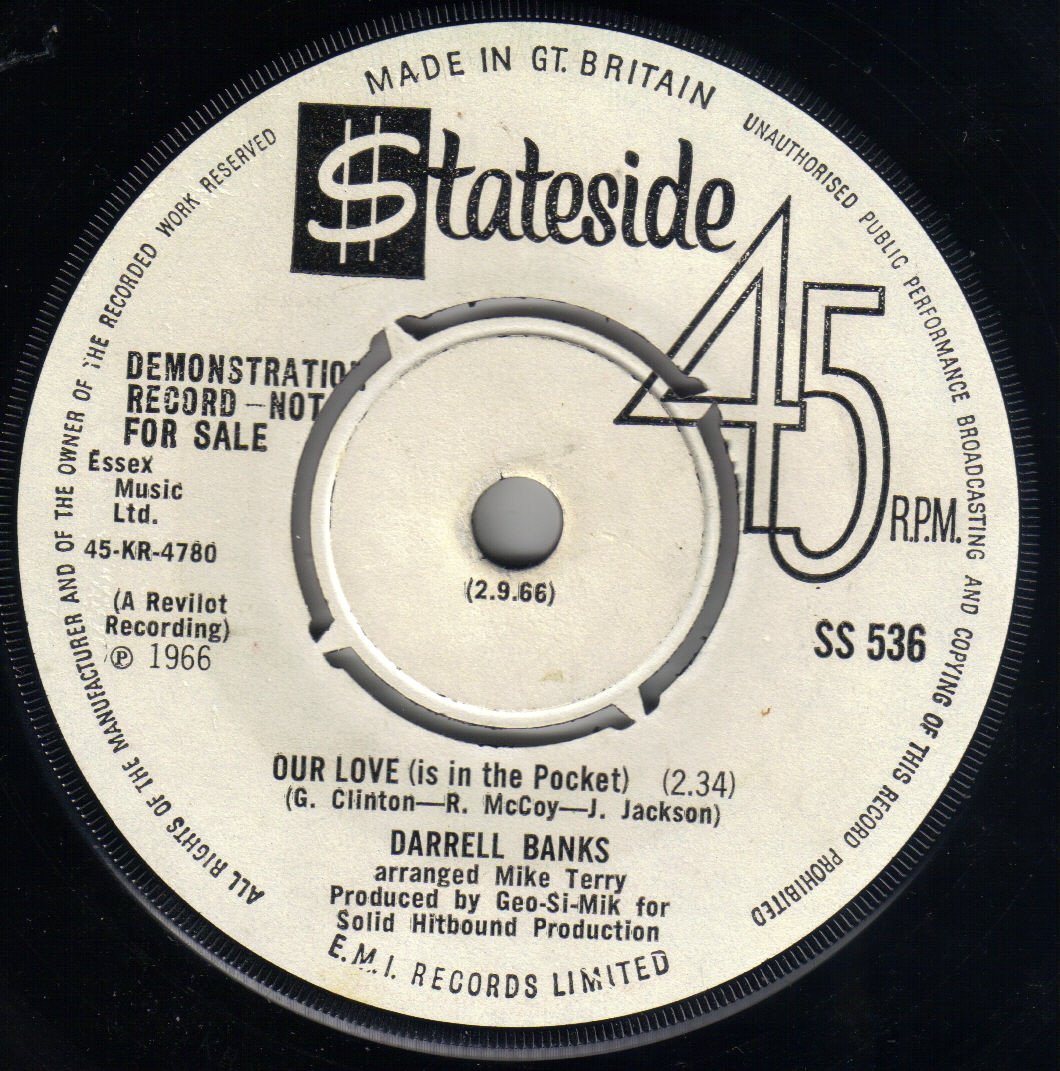 MADE IN GT. BRITAIN
UNAUTHORISED PUBLIC PERFORMANCE BROADCASTING AND COPYING OF THIS RECORD PROHIBITED
ALL RIGHTS OF THE MANUFACTURER AND OF THE OWNER OF THE RECORDED WORK RESERVED
$tateside
45 R.P.M.
DEMONSTRATION
RECORD - NOT
FOR SALE
Essex
Music
Ltd.
45-KR-4780
(A Revilot
Recording)
℗ 1966
(2.9.66)
SS 536
OUR LOVE (is in the Pocket) (2.34)
(G. Clinton—R. McCoy—J. Jackson)
DARRELL BANKS
arranged Mike Terry
Produced by Geo-Si-Mik for
Solid Hitbound Production
E.M.I. RECORDS LIMITED